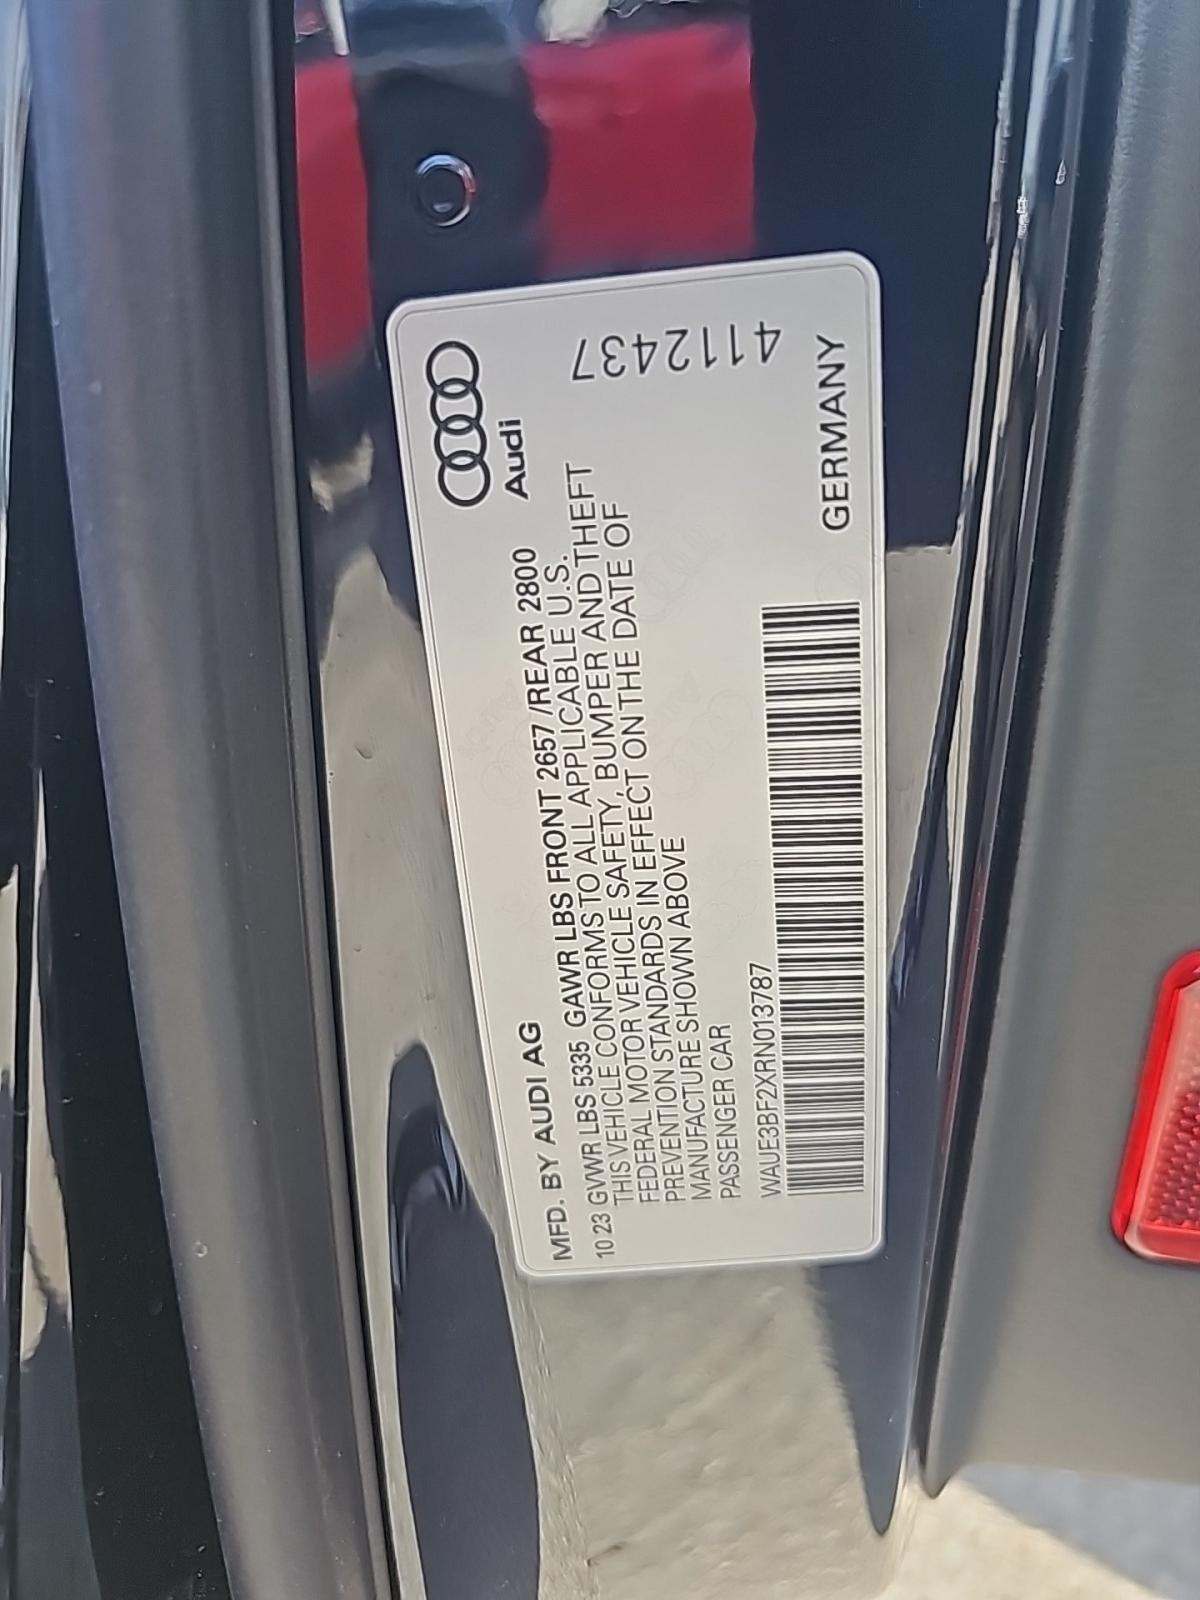 Audi
MFD. BY AUDI AG
10 23 GVWR LBS 5335 GAWR LBS FRONT 2657/REAR 2800
THIS VEHICLE CONFORMS TO ALL APPLICABLE U.S.
FEDERAL MOTOR VEHICLE SAFETY, BUMPER AND THEFT
PREVENTION STANDARDS IN EFFECT ON THE DATE OF
MANUFACTURE SHOWN ABOVE
PASSENGER CAR
WAUE3BF2XRN013787
GERMANY
4112437